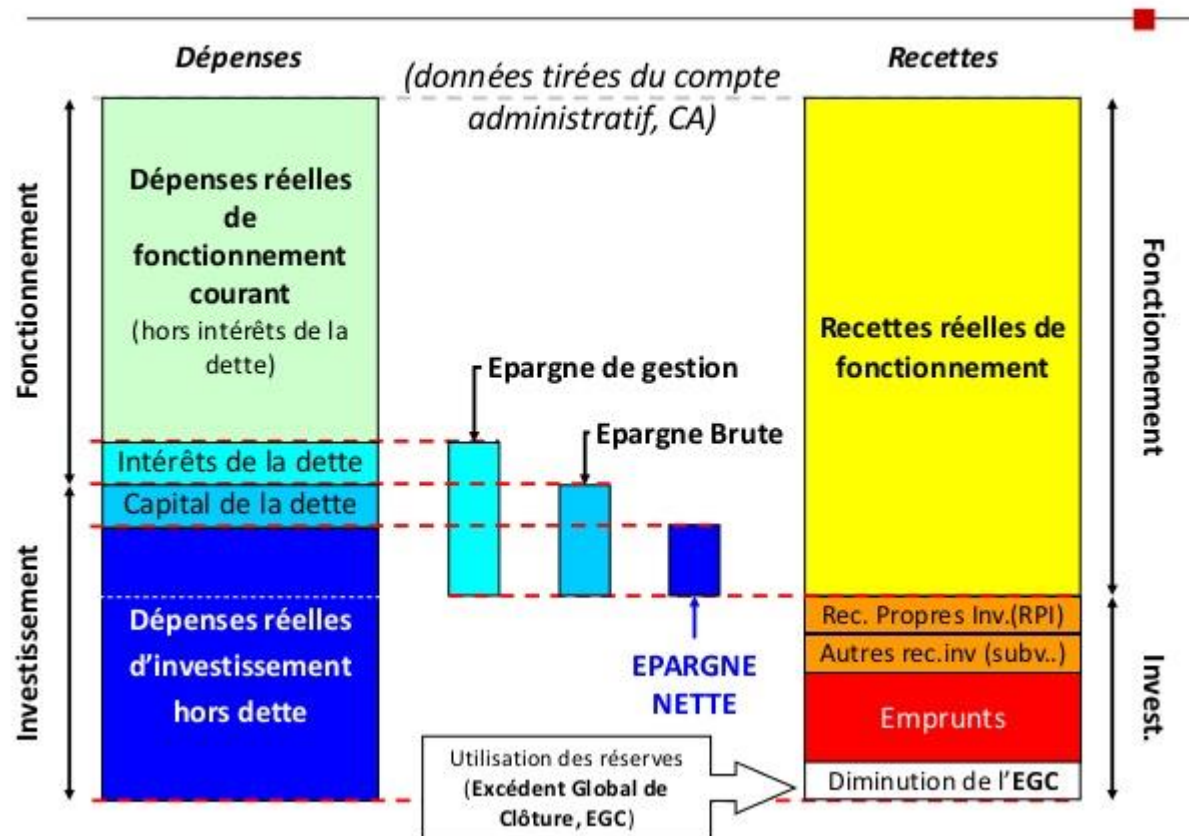 Dépenses
(données tirées du compte
administratif, CA)
Recettes
Fonctionnement
Dépenses réelles
de
fonctionnement
courant
(hors intérêts de la
dette)
Intérêts de la dette
Capital de la dette
Investissement
Dépenses réelles
d'investissement
hors dette
Epargne de gestion
Epargne Brute
EPARGNE
NETTE
Utilisation des réserves
(Excédent Global de
Clôture, EGC)
Recettes réelles de
fonctionnement
Rec. Propres Inv.(RPI)
Autres rec.inv (subv..)
Emprunts
Diminution de l'EGC
Fonctionnement
Invest.